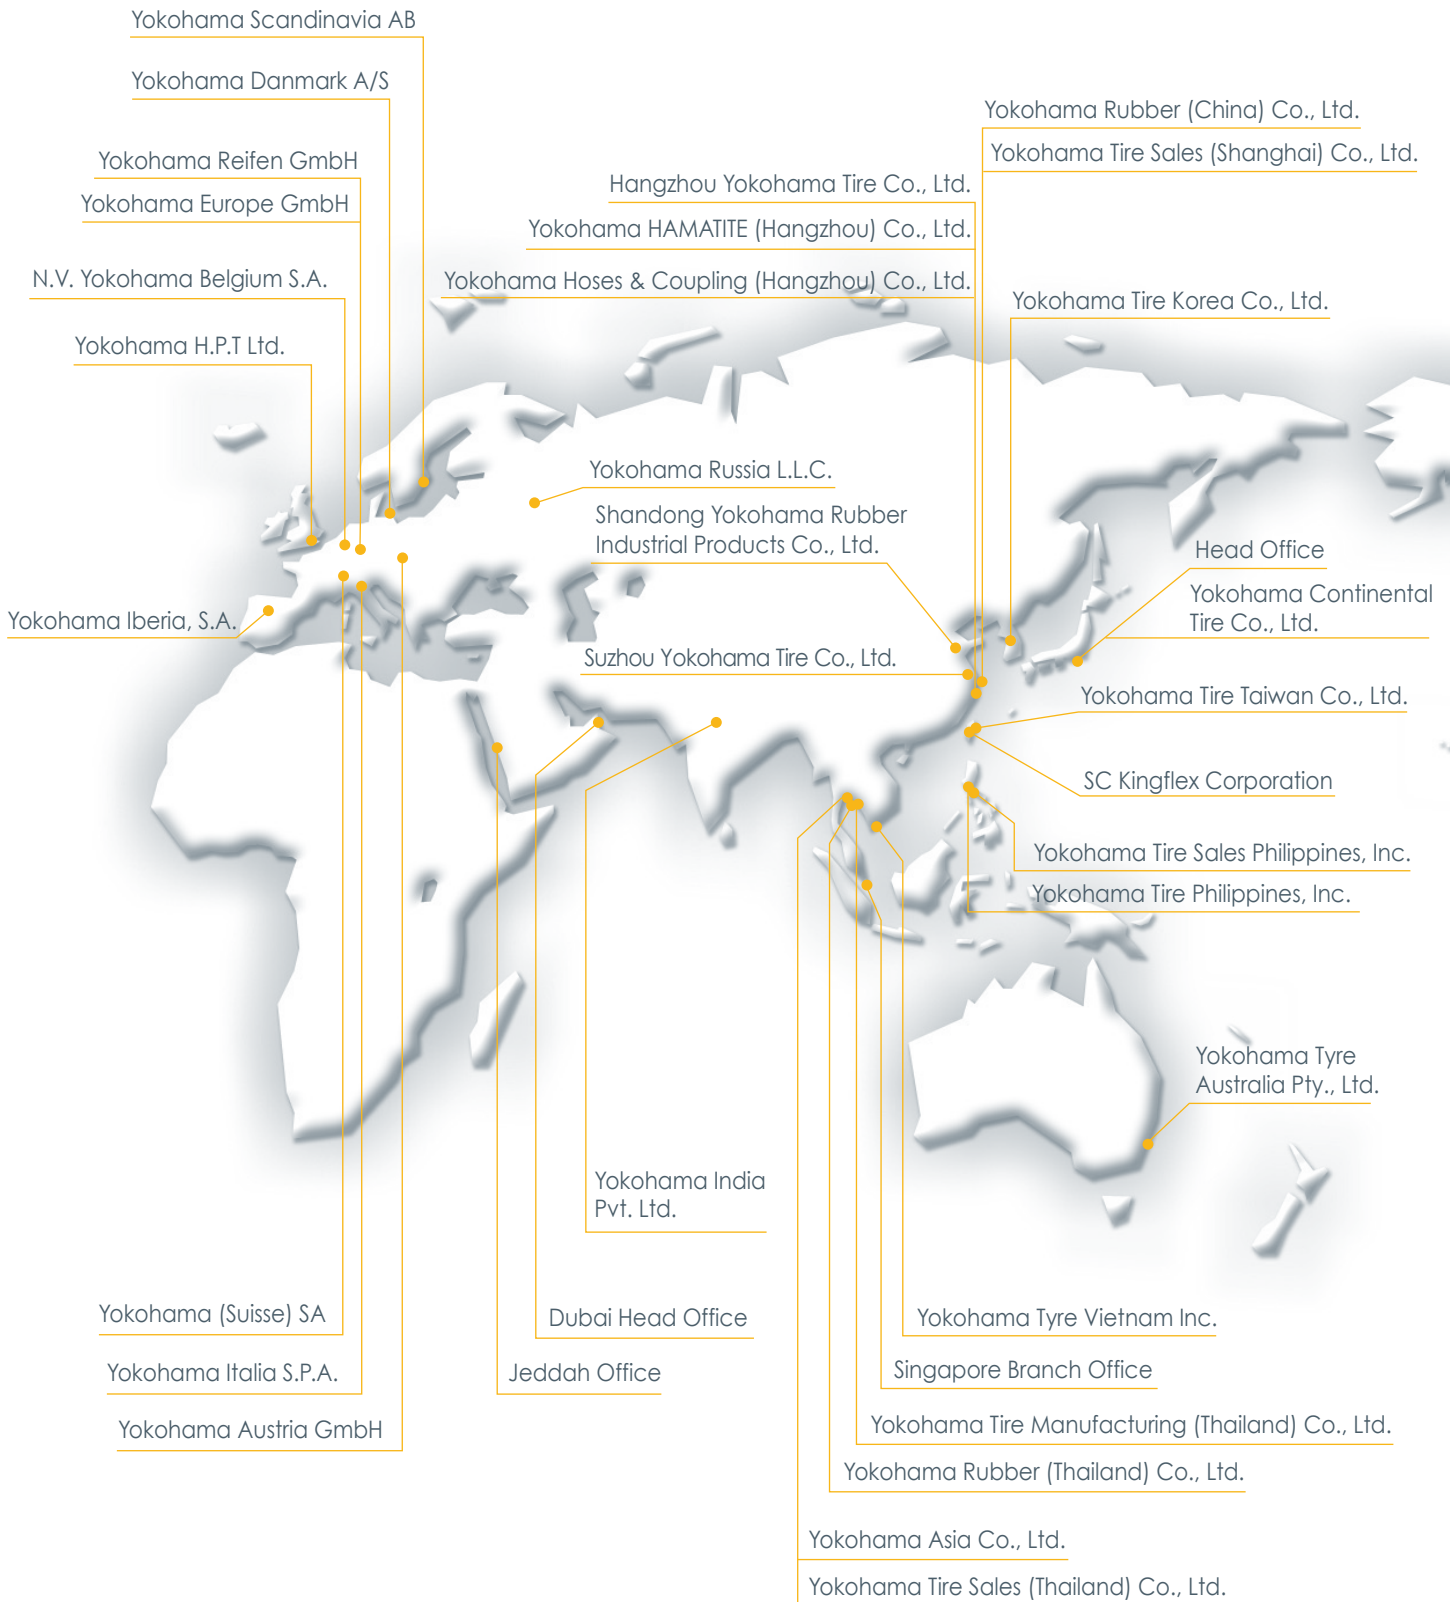 Yokohama Scandinavia AB
Yokohama Danmark A/S
Yokohama Reifen GmbH
Yokohama Europe GmbH
N.V. Yokohama Belgium S.A.
Yokohama H.P.T Ltd.
Yokohama Rubber (China) Co., Ltd.
Yokohama Tire Sales (Shanghai) Co., Ltd.
Hangzhou Yokohama Tire Co., Ltd.
Yokohama HAMATITE (Hangzhou) Co., Ltd.
Yokohama Hoses & Coupling (Hangzhou) Co., Ltd.
Yokohama Tire Korea Co., Ltd.
Yokohama Russia L.L.C.
Shandong Yokohama Rubber
Industrial Products Co., Ltd.
Head Office
Yokohama Continental
Tire Co., Ltd.
Yokohama Iberia, S.A.
Suzhou Yokohama Tire Co., Ltd.
Yokohama Tire Taiwan Co., Ltd.
SC Kingflex Corporation
Yokohama Tire Sales Philippines, Inc.
Yokohama Tire Philippines, Inc.
Yokohama Tyre
Australia Pty., Ltd.
Yokohama India
Pvt. Ltd.
Yokohama (Suisse) SA
Dubai Head Office
Yokohama Tyre Vietnam Inc.
Yokohama Italia S.P.A.
Jeddah Office
Singapore Branch Office
Yokohama Austria GmbH
Yokohama Tire Manufacturing (Thailand) Co., Ltd.
Yokohama Rubber (Thailand) Co., Ltd.
Yokohama Asia Co., Ltd.
Yokohama Tire Sales (Thailand) Co., Ltd.